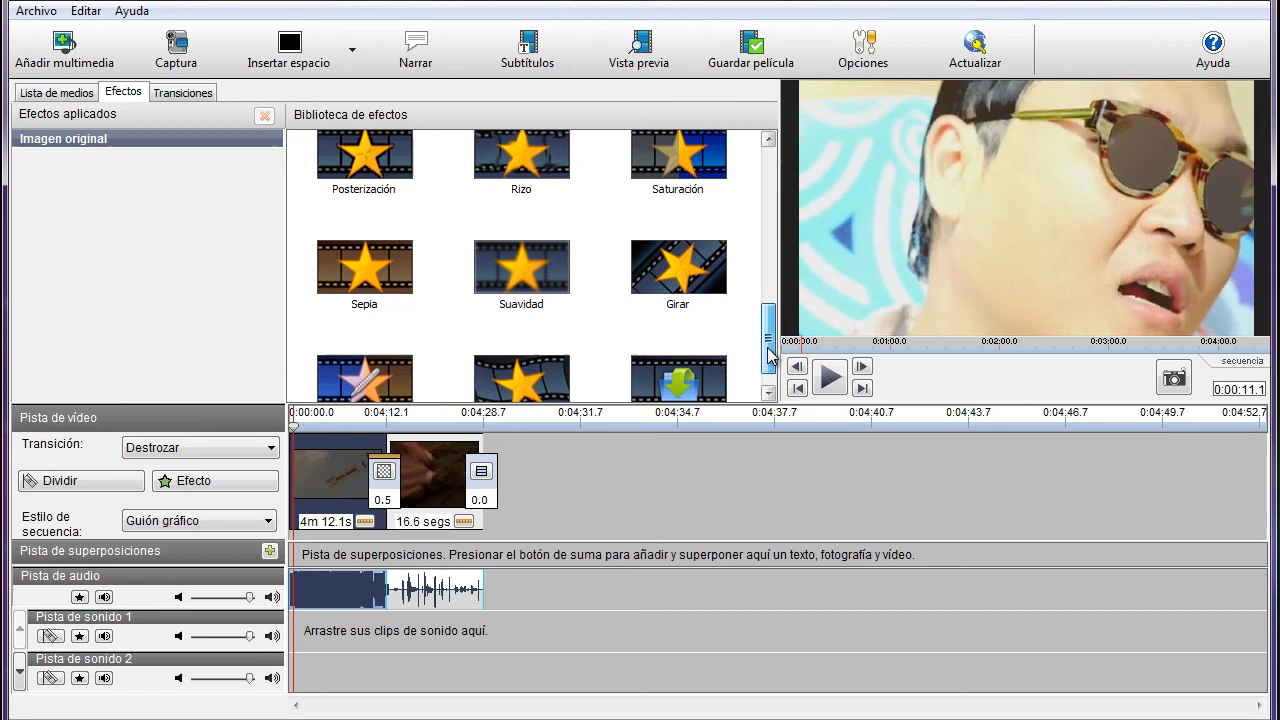 Archivo Editar Ayuda
Añadir multimedia Captura Insertar espacio Narrar Subtítulos Vista previa Guardar película Opciones Actualizar Ayuda
Lista de medios Efectos Transiciones
Efectos aplicados
Biblioteca de efectos
Imagen original
Posterización Rizo Saturación
Sepia Suavidad Girar
0:00:00.0 0:01:00.0 0:02:00.0 0:03:00.0 0:04:00.0
secuencia
0:00:11.1
Pista de vídeo
0:00:00.0 0:04:12.1 0:04:28.7 0:04:31.7 0:04:34.7 0:04:37.7 0:04:40.7 0:04:43.7 0:04:46.7 0:04:49.7 0:04:52.7
Transición: Destrozar
Dividir Efecto
0.5 0.0
Estilo de secuencia: Guión gráfico
4m 12.1s 16.6 segs
Pista de superposiciones
Pista de superposiciones. Presionar el botón de suma para añadir y superponer aquí un texto, fotografía y vídeo.
Pista de audio
Pista de sonido 1
Arrastre sus clips de sonido aquí.
Pista de sonido 2